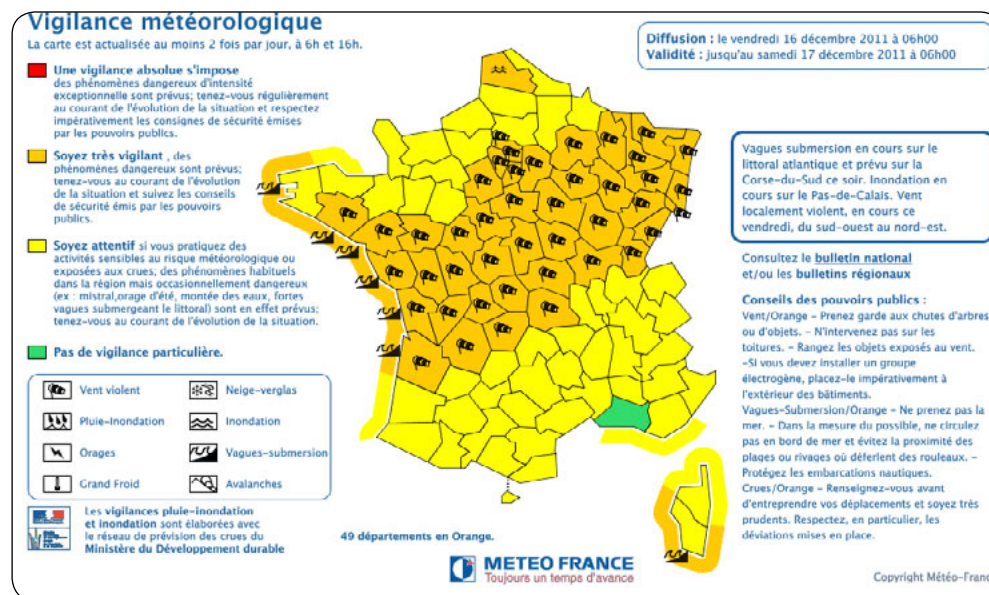 Vigilance météorologique
La carte est actualisée au moins 2 fois par jour, à 6h et 16h.
Une vigilance absolue s'impose
des phénomènes dangereux d'intensité
exceptionnelle sont prévus; tenez-vous régulièrement
au courant de l'évolution de la situation et respectez
impérativement les consignes de sécurité émises
par les pouvoirs publics.
Soyez très vigilant , des
phénomènes dangereux sont prévus;
tenez-vous au courant de l'évolution
de la situation et suivez les conseils
de sécurité émis par les pouvoirs
publics.
Soyez attentif si vous pratiquez des
activités sensibles au risque météorologique ou
exposées aux crues; des phénomènes habituels
dans la région mais occasionnellement dangereux
(ex : mistral,orage d'été, montée des eaux, fortes
vagues submergeant le littoral) sont en effet prévus;
tenez-vous au courant de l'évolution de la situation.
Pas de vigilance particulière.
Vent violent
Neige-verglas
Pluie-Inondation
Inondation
Orages
Vagues-submersion
Grand Froid
Avalanches
Les vigilances pluie-inondation
et inondation sont élaborées avec
le réseau de prévision des crues du
Ministère du Développement durable
49 départements en Orange.
METEO FRANCE
Toujours un temps d'avance
Diffusion : le vendredi 16 décembre 2011 à 06h00
Validité : jusqu'au samedi 17 décembre 2011 à 06h00
Vagues submersion en cours sur le
littoral atlantique et prévu sur la
Corse-du-Sud ce soir. Inondation en
cours sur le Pas-de-Calais. Vent
localement violent, en cours ce
vendredi, du sud-ouest au nord-est.
Consultez le bulletin national
et/ou les bulletins régionaux
Conseils des pouvoirs publics :
Vent/Orange - Prenez garde aux chutes d'arbres
ou d'objets. - N'intervenez pas sur les
toitures. - Rangez les objets exposés au vent.
-Si vous devez installer un groupe
électrogène, placez-le impérativement à
l'extérieur des bâtiments.
Vagues-Submersion/Orange - Ne prenez pas la
mer. - Dans la mesure du possible, ne circulez
pas en bord de mer et évitez la proximité des
plages ou rivages où déferlent des rouleaux. -
Protégez les embarcations nautiques.
Crues/Orange - Renseignez-vous avant
d'entreprendre vos déplacements et soyez très
prudents. Respectez, en particulier, les
déviations mises en place.
Copyright Météo-Franc